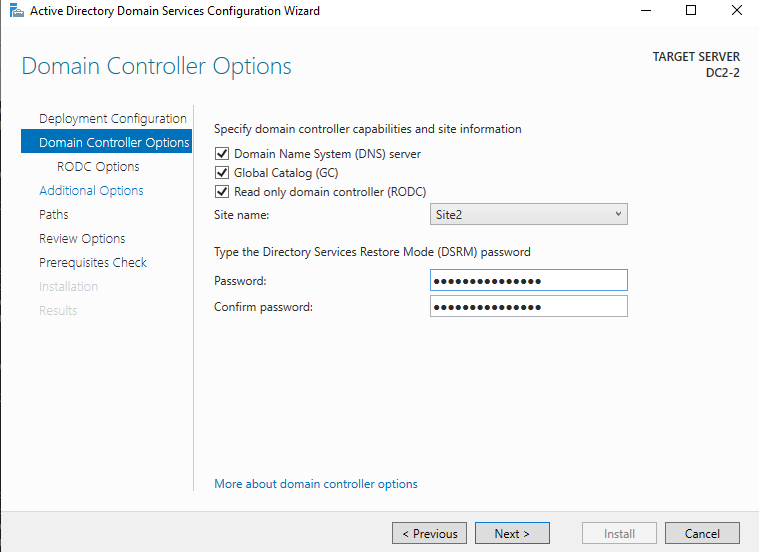 Active Directory Domain Services Configuration Wizard
Domain Controller Options
TARGET SERVER
DC2-2
Deployment Configuration
Domain Controller Options
RODC Options
Additional Options
Paths
Review Options
Prerequisites Check
Installation
Results
Specify domain controller capabilities and site information
Domain Name System (DNS) server
Global Catalog (GC)
Read only domain controller (RODC)
Site name: Site2
Type the Directory Services Restore Mode (DSRM) password
Password: ●●●●●●●●●●●●●●●
Confirm password: ●●●●●●●●●●●●●●●
More about domain controller options
< Previous Next > Install Cancel